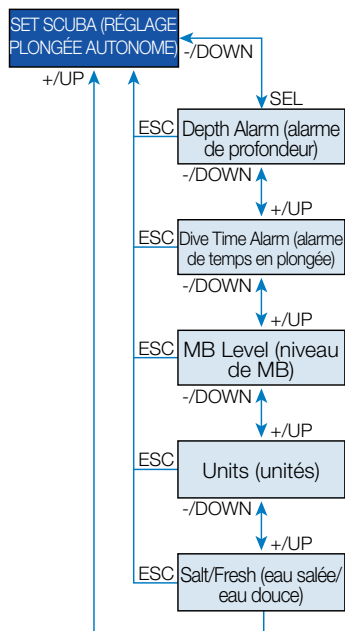 SET SCUBA (RÉGLAGE
PLONGÉE AUTONOME)
-/DOWN
+/UP
SEL
ESC
Depth Alarm (alarme
de profondeur)
-/DOWN
+/UP
ESC
Dive Time Alarm (alarme
de temps en plongée)
-/DOWN
+/UP
ESC
MB Level (niveau
de MB)
-/DOWN
+/UP
ESC
Units (unités)
-/DOWN
+/UP
ESC
Salt/Fresh (eau salée/
eau douce)